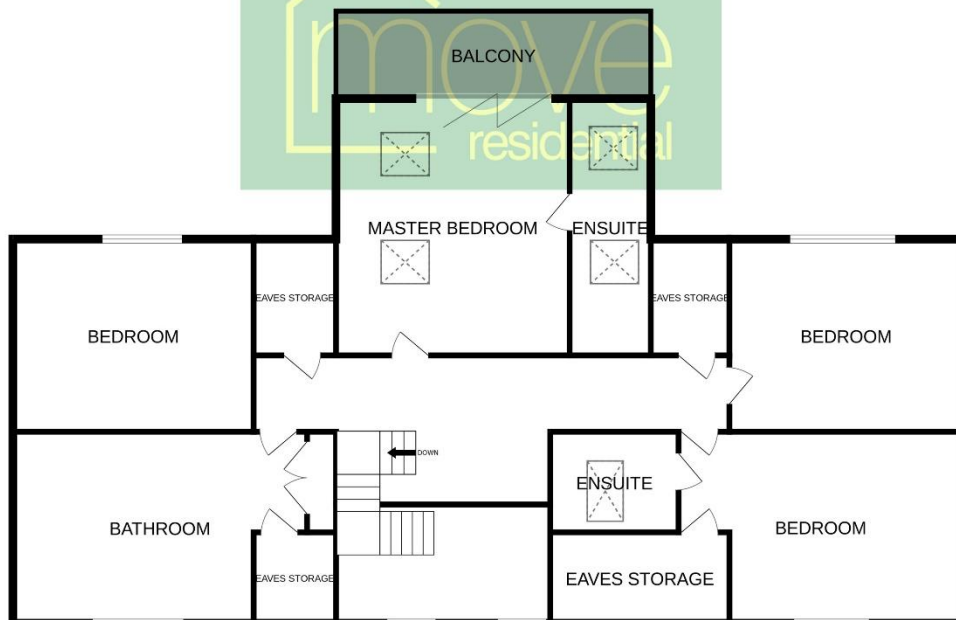 BALCONY
move
residential
MASTER BEDROOM
ENSUITE
EAVES STORAGE
EAVES STORAGE
BEDROOM
BEDROOM
DOWN
ENSUITE
BATHROOM
BEDROOM
EAVES STORAGE
EAVES STORAGE